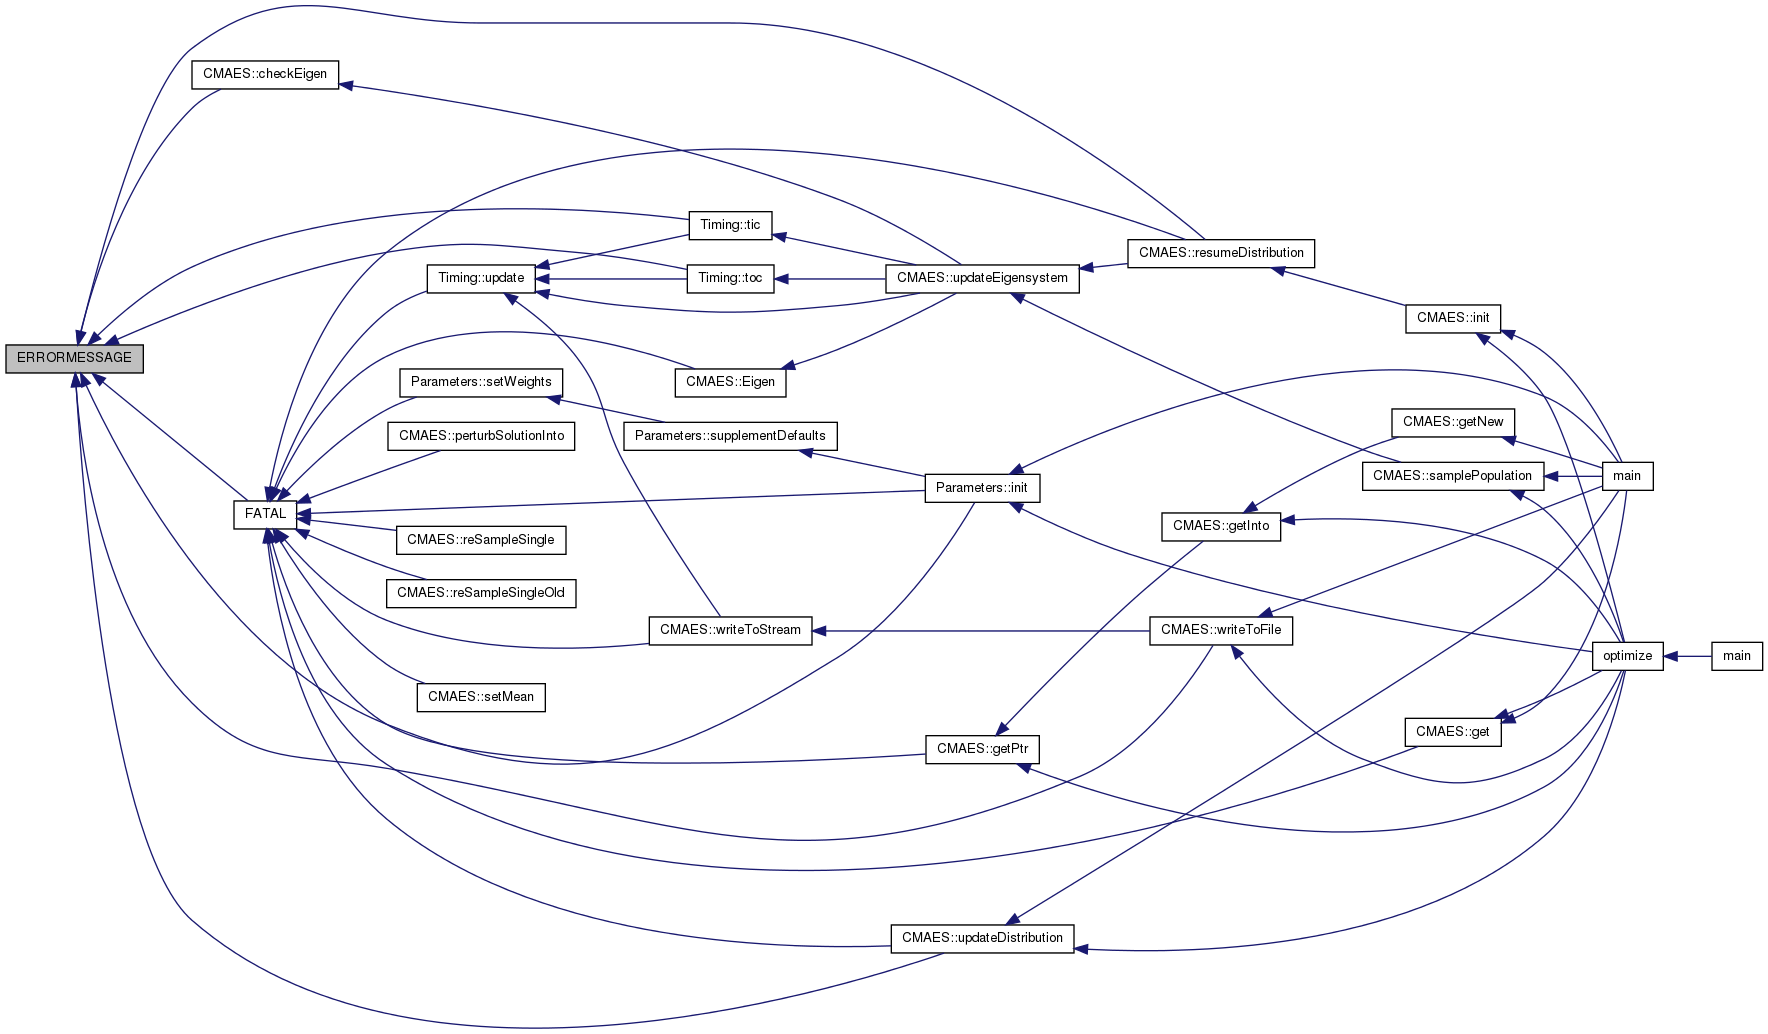 CMAES::checkEigen
Timing::tic
CMAES::resumeDistribution
Timing::update
Timing::toc
CMAES::updateEigensystem
CMAES::init
ERRORMESSAGE
Parameters::setWeights
CMAES::Eigen
CMAES::getNew
CMAES::perturbSolutionInto
Parameters::supplementDefaults
CMAES::samplePopulation
main
Parameters::init
FATAL
CMAES::getInto
CMAES::reSampleSingle
CMAES::reSampleSingleOld
CMAES::writeToStream
CMAES::writeToFile
optimize
main
CMAES::setMean
CMAES::get
CMAES::getPtr
CMAES::updateDistribution